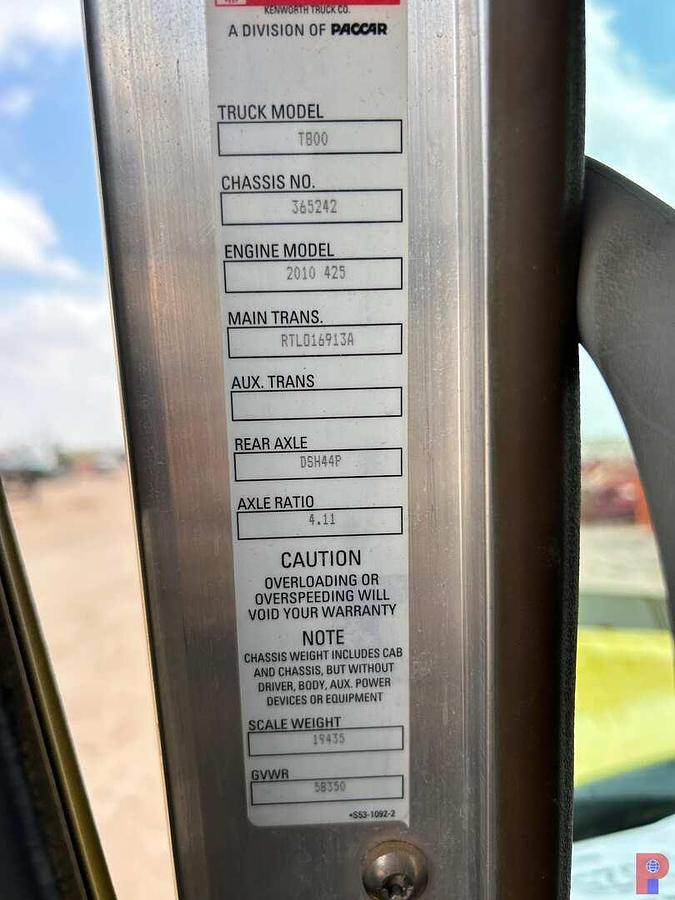 KENWORTH TRUCK CO.
A DIVISION OF PACCAR
TRUCK MODEL
T800
CHASSIS NO.
365242
ENGINE MODEL
2010 425
MAIN TRANS.
RTLO16913A
AUX. TRANS
REAR AXLE
DSH44P
AXLE RATIO
4.11
CAUTION
OVERLOADING OR
OVERSPEEDING WILL
VOID YOUR WARRANTY
NOTE
CHASSIS WEIGHT INCLUDES CAB
AND CHASSIS, BUT WITHOUT
DRIVER, BODY, AUX. POWER
DEVICES OR EQUIPMENT
SCALE WEIGHT
19435
GVWR
58350
*S53-1092-2